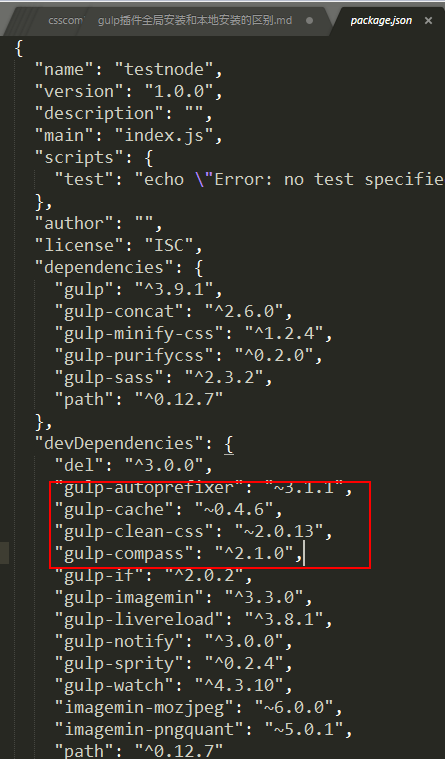 csscom
gulp插件全局安装和本地安装的区别.md
package.json
{
"name": "testnode",
"version": "1.0.0",
"description": "",
"main": "index.js",
"scripts": {
"test": "echo \"Error: no test specifie
},
"author": "",
"license": "ISC",
"dependencies": {
"gulp": "^3.9.1",
"gulp-concat": "^2.6.0",
"gulp-minify-css": "^1.2.4",
"gulp-purifycss": "^0.2.0",
"gulp-sass": "^2.3.2",
"path": "^0.12.7"
},
"devDependencies": {
"del": "^3.0.0",
"gulp-autoprefixer": "~3.1.1",
"gulp-cache": "~0.4.6",
"gulp-clean-css": "~2.0.13",
"gulp-compass": "^2.1.0",
"gulp-if": "^2.0.2",
"gulp-imagemin": "^3.3.0",
"gulp-livereload": "^3.8.1",
"gulp-notify": "^3.0.0",
"gulp-sprity": "^0.2.4",
"gulp-watch": "^4.3.10",
"imagemin-mozjpeg": "~6.0.0",
"imagemin-pngquant": "~5.0.1",
"path": "^0.12.7"